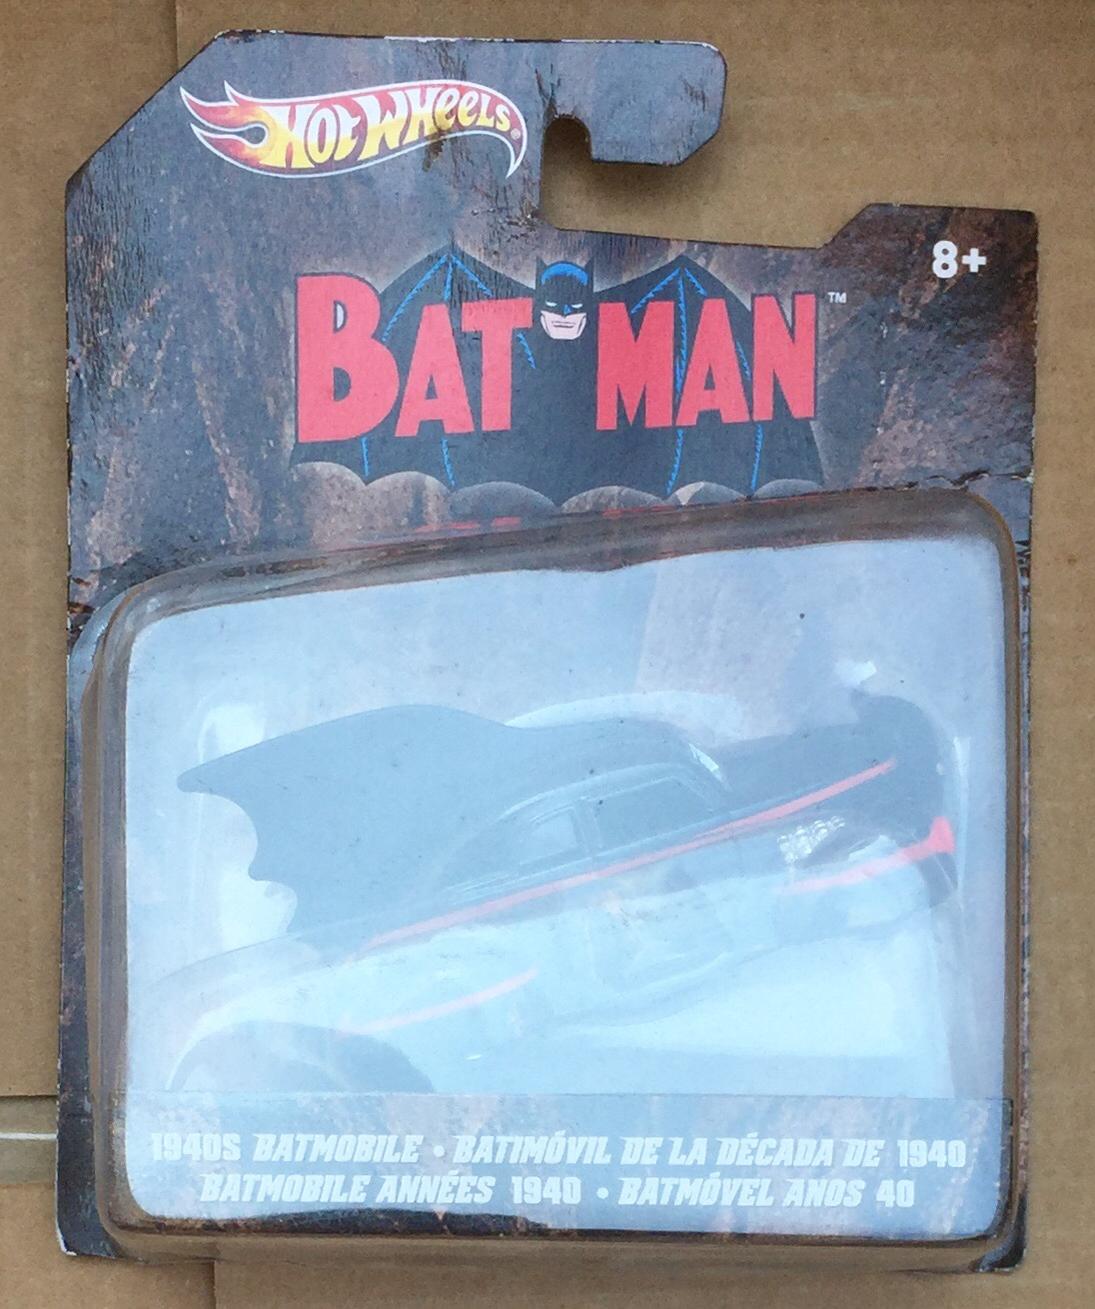 HOT WHEELS®
8+
BATMAN™
1940S BATMOBILE • BATIMÓVIL DE LA DÉCADA DE 1940
BATMOBILE ANNÉES 1940 • BATMÓVEL ANOS 40